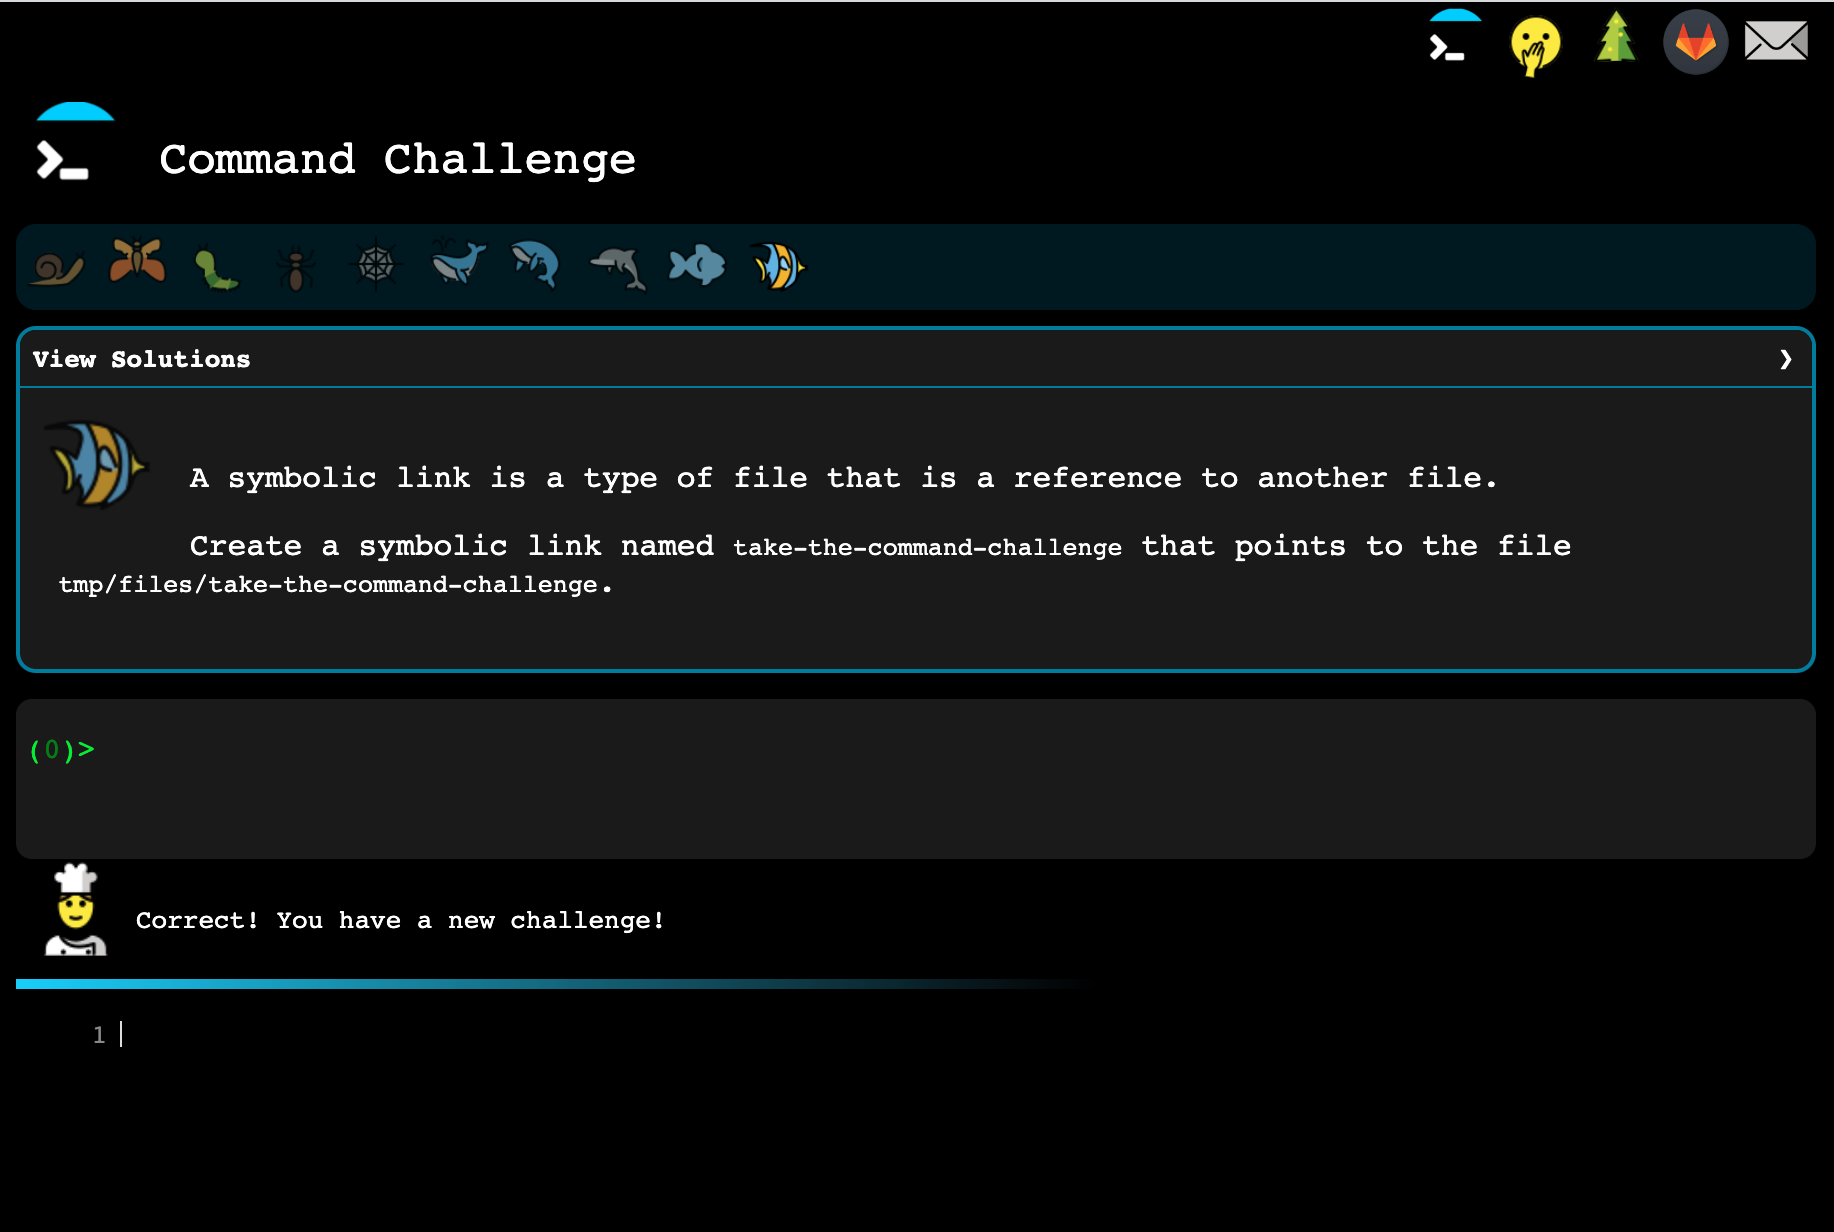 Command Challenge
View Solutions ❯
A symbolic link is a type of file that is a reference to another file.
Create a symbolic link named take-the-command-challenge that points to the file
tmp/files/take-the-command-challenge.
(0)>
Correct! You have a new challenge!
1